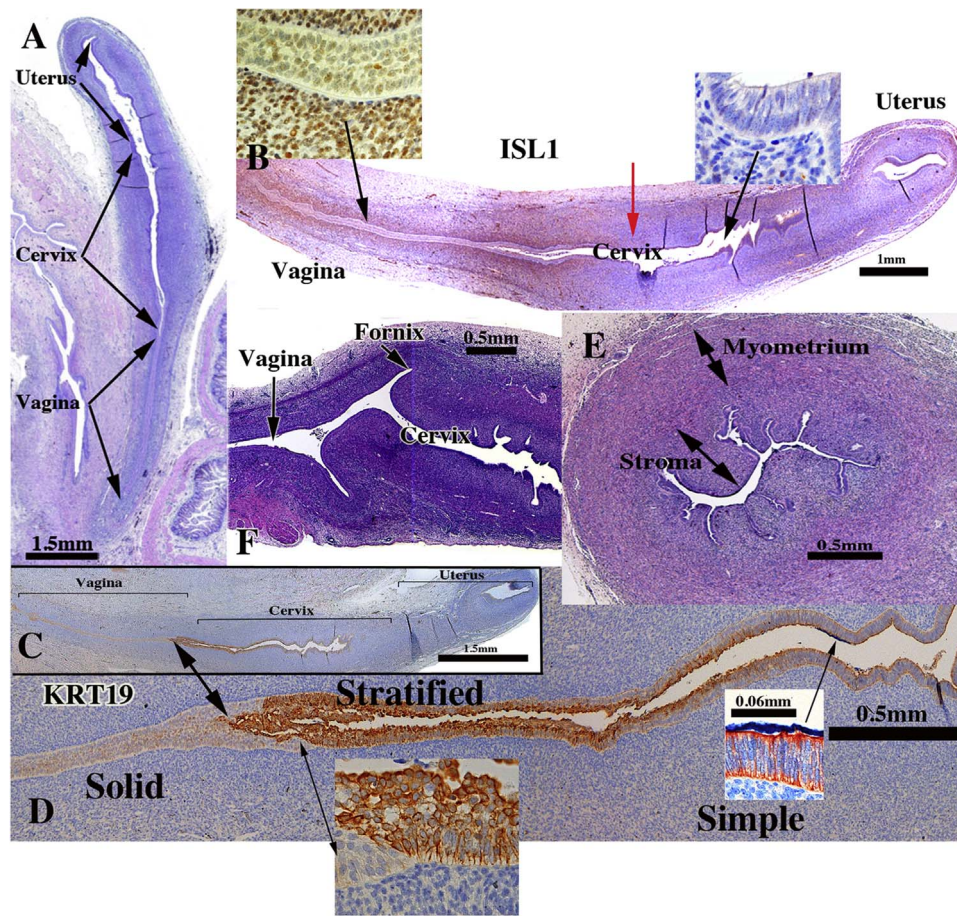 A
Uterus
Cervix
Vagina
1.5mm
B
ISL1
Uterus
Cervix
Vagina
1mm
Fornix
0.5mm
Vagina
Cervix
F
E
Myometrium
Stroma
0.5mm
Vagina
Uterus
Cervix
C
1.5mm
KRT19
Stratified
0.06mm
0.5mm
Solid
D
Simple